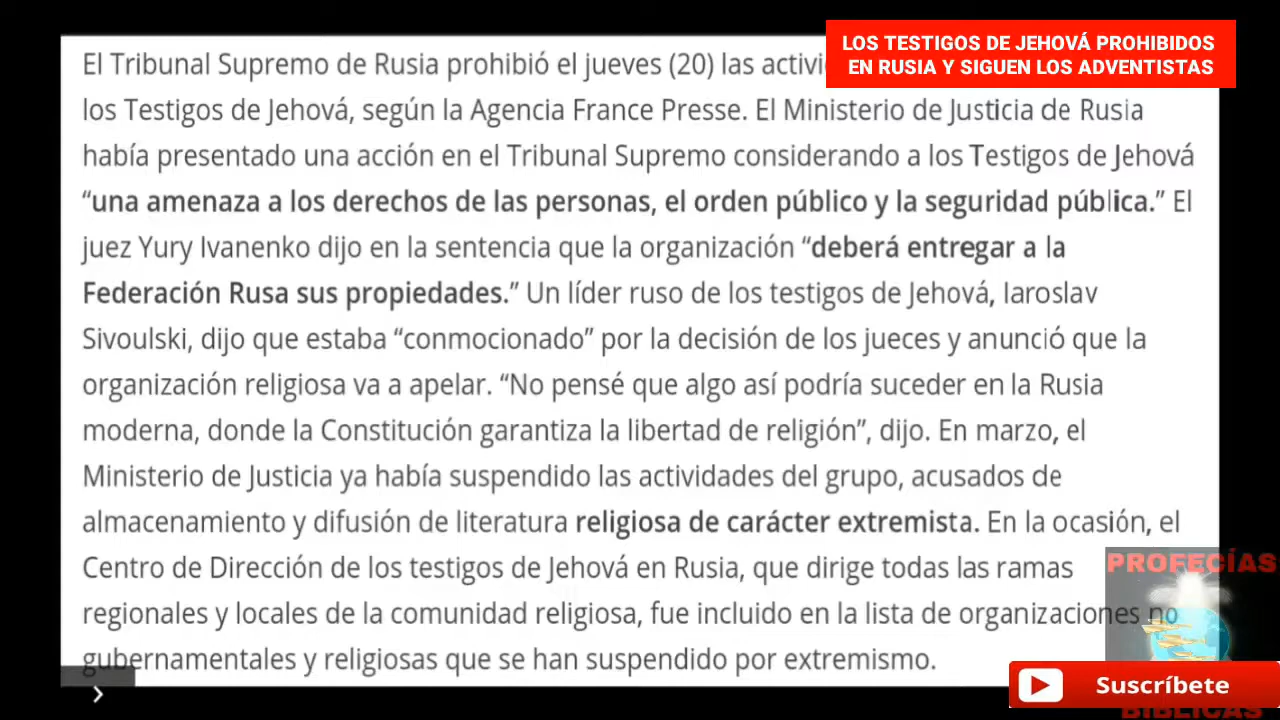 LOS TESTIGOS DE JEHOVÁ PROHIBIDOS
EN RUSIA Y SIGUEN LOS ADVENTISTAS
El Tribunal Supremo de Rusia prohibió el jueves (20) las
los Testigos de Jehová, según la Agencia France Presse. El Ministerio de Justicia de Rusia
había presentado una acción en el Tribunal Supremo considerando a los Testigos de Jehová
“una amenaza a los derechos de las personas, el orden público y la seguridad pública.” El
juez Yury Ivanenko dijo en la sentencia que la organización “deberá entregar a la
Federación Rusa sus propiedades.” Un líder ruso de los testigos de Jehová, Iaroslav
Sivoulski, dijo que estaba “conmocionado” por la decisión de los jueces y anunció que la
organización religiosa va a apelar. “No pensé que algo así podría suceder en la Rusia
moderna, donde la Constitución garantiza la libertad de religión”, dijo. En marzo, el
Ministerio de Justicia ya había suspendido las actividades del grupo, acusados de
almacenamiento y difusión de literatura religiosa de carácter extremista. En la ocasión, el
Centro de Dirección de los testigos de Jehová en Rusia, que dirige todas las ramas
regionales y locales de la comunidad religiosa, fue incluido en la lista de organizaciones no
gubernamentales y religiosas que se han suspendido por extremismo.
PROFECÍAS
BÍBLICAS
Suscríbete